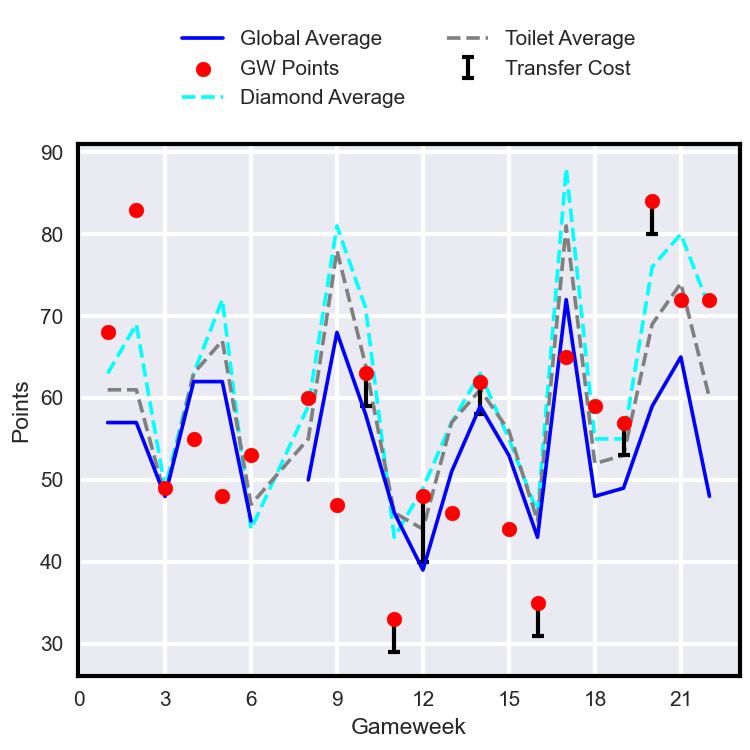 Global Average
GW Points
Diamond Average
Toilet Average
Transfer Cost
90
80
70
60
50
40
30
Points
0 3 6 9 12 15 18 21
Gameweek